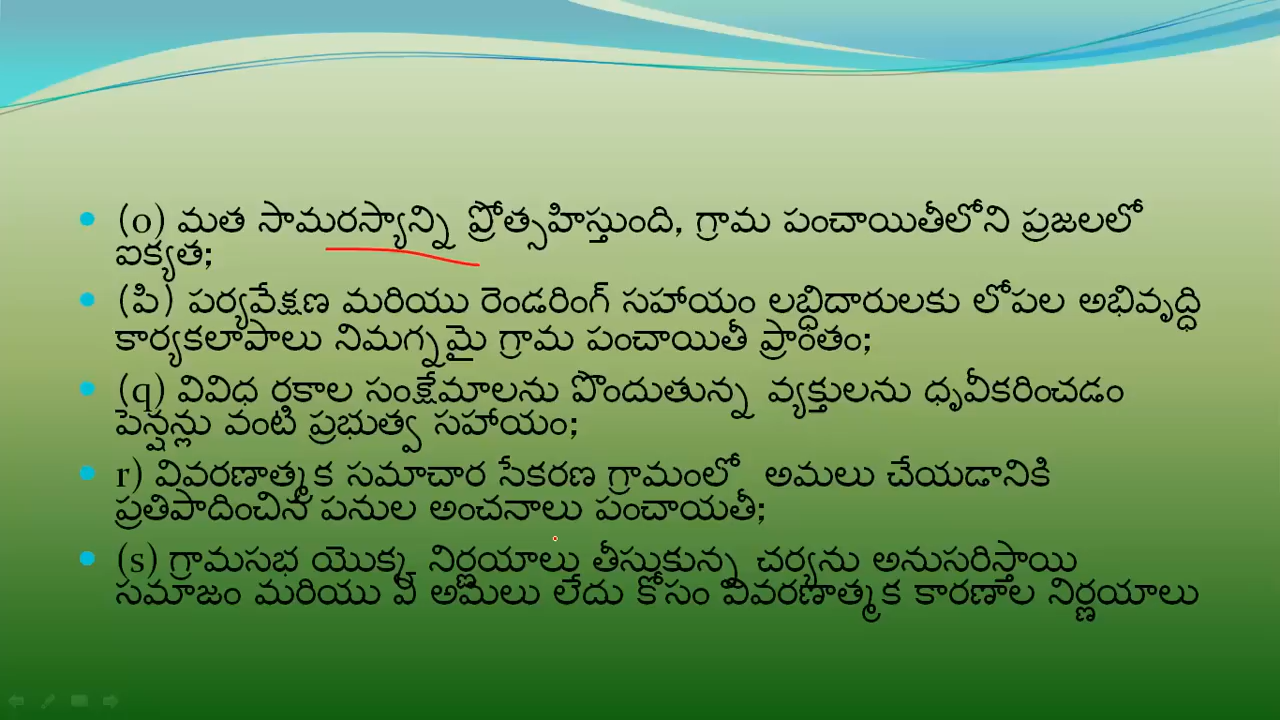 (o) మత సామరస్యాన్ని ప్రోత్సహిస్తుంది, గ్రామ పంచాయితీలోని ప్రజలలో
ఐక్యత;
(పి) పర్యవేక్షణ మరియు రెండరింగ్ సహాయం లబ్ధిదారులకు లోపల అభివృద్ధి
కార్యకలాపాలు నిమగ్నమై గ్రామ పంచాయితీ ప్రాంతం;
(q) వివిధ రకాల సంక్షేమాలను పొందుతున్న వ్యక్తులను ధృవీకరించడం
పెన్షన్లు వంటి ప్రభుత్వ సహాయం;
r) వివరణాత్మక సమాచార సేకరణ గ్రామంలో అమలు చేయడానికి
ప్రతిపాదించిన పనుల అంచనాలు పంచాయతీ;
(s) గ్రామసభ యొక్క నిర్ణయాలు తీసుకున్న చర్యను అనుసరిస్తాయి
సమాజం మరియు వీ అమలు లేదు కోసం వివరణాత్మక కారణాల నిర్ణయాలు